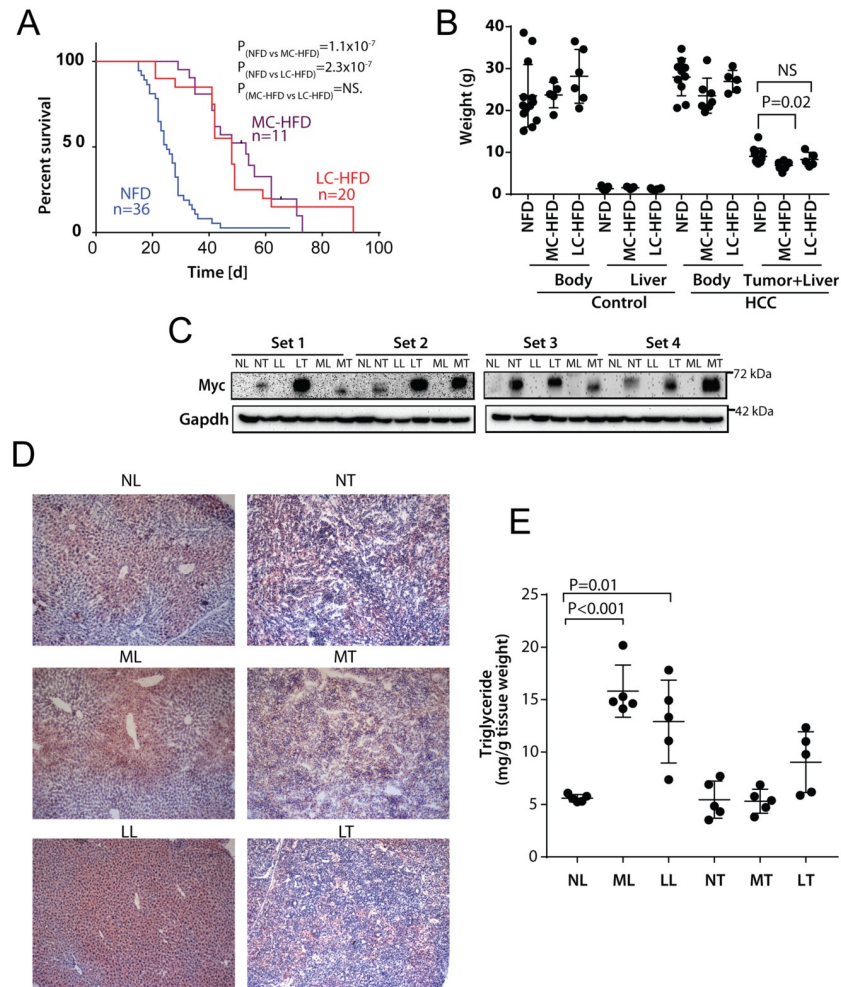 A
P(NFD vs MC-HFD)=1.1x10-7
P(NFD vs LC-HFD)=2.3x10-7
P(MC-HFD vs LC-HFD)=NS.
MC-HFD
n=11
LC-HFD
n=20
NFD
n=36
Percent survival
100
50
0
0 20 40 60 80 100
Time [d]
B
Weight (g)
40
30
20
10
0
NS
P=0.02
NFD MC-HFD LC-HFD NFD MC-HFD LC-HFD NFD MC-HFD LC-HFD NFD MC-HFD LC-HFD
Body Liver Body Tumor+Liver
Control HCC
C
Set 1 Set 2 Set 3 Set 4
NL NT LL LT ML MT NL NT LL LT ML MT NL NT LL LT ML MT NL NT LL LT ML MT
Myc
72 kDa
Gapdh
42 kDa
D
NL NT
ML MT
LL LT
E
Triglyceride
(mg/g tissue weight)
25
20
15
10
5
0
P=0.01
P<0.001
NL ML LL NT MT LT